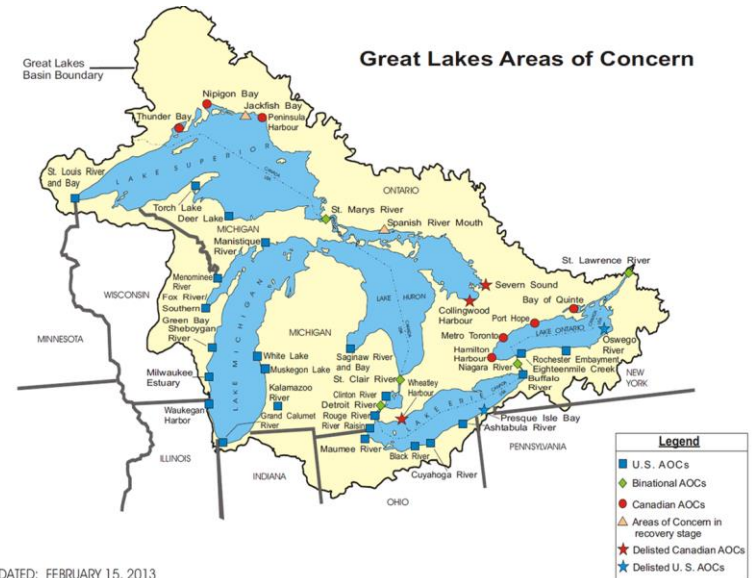 Great Lakes Areas of Concern
Great Lakes
Basin Boundary
Nipigon Bay
Jackfish Bay
Thunder Bay
Peninsula
Harbour
St. Louis River
and Bay
LAKE SUPERIOR
CANADA
USA
ONTARIO
Torch Lake
Deer Lake
St. Marys River
Spanish River Mouth
MICHIGAN
Manistique
River
St. Lawrence River
Menominee
River
Severn Sound
WISCONSIN
Fox River/
Southern
Green Bay
LAKE HURON
Collingwood
Harbour
Bay of Quinte
Port Hope
LAKE ONTARIO
MINNESOTA
Sheboygan
River
LAKE MICHIGAN
MICHIGAN
Metro Toronto
Oswego
River
Hamilton
Harbour
White Lake
Saginaw River
and Bay
Rochester Embayment
Niagara River
Eighteenmile Creek
Milwaukee
Estuary
Muskegon Lake
St. Clair River
Wheatley
Harbour
Buffalo
River
NEW
YORK
Kalamazoo
River
Clinton River
Detroit River
LAKE ERIE
Waukegan
Harbor
Grand Calumet
River
Rouge River
River Raisin
Presque Isle Bay
Ashtabula River
Maumee River
Black River
PENNSYLVANIA
ILLINOIS
Cuyahoga River
INDIANA
OHIO
Legend
U.S. AOCs
Binational AOCs
Canadian AOCs
Areas of Concern in
recovery stage
Delisted Canadian AOCs
Delisted U. S. AOCs
DATED: FEBRUARY 15, 2013